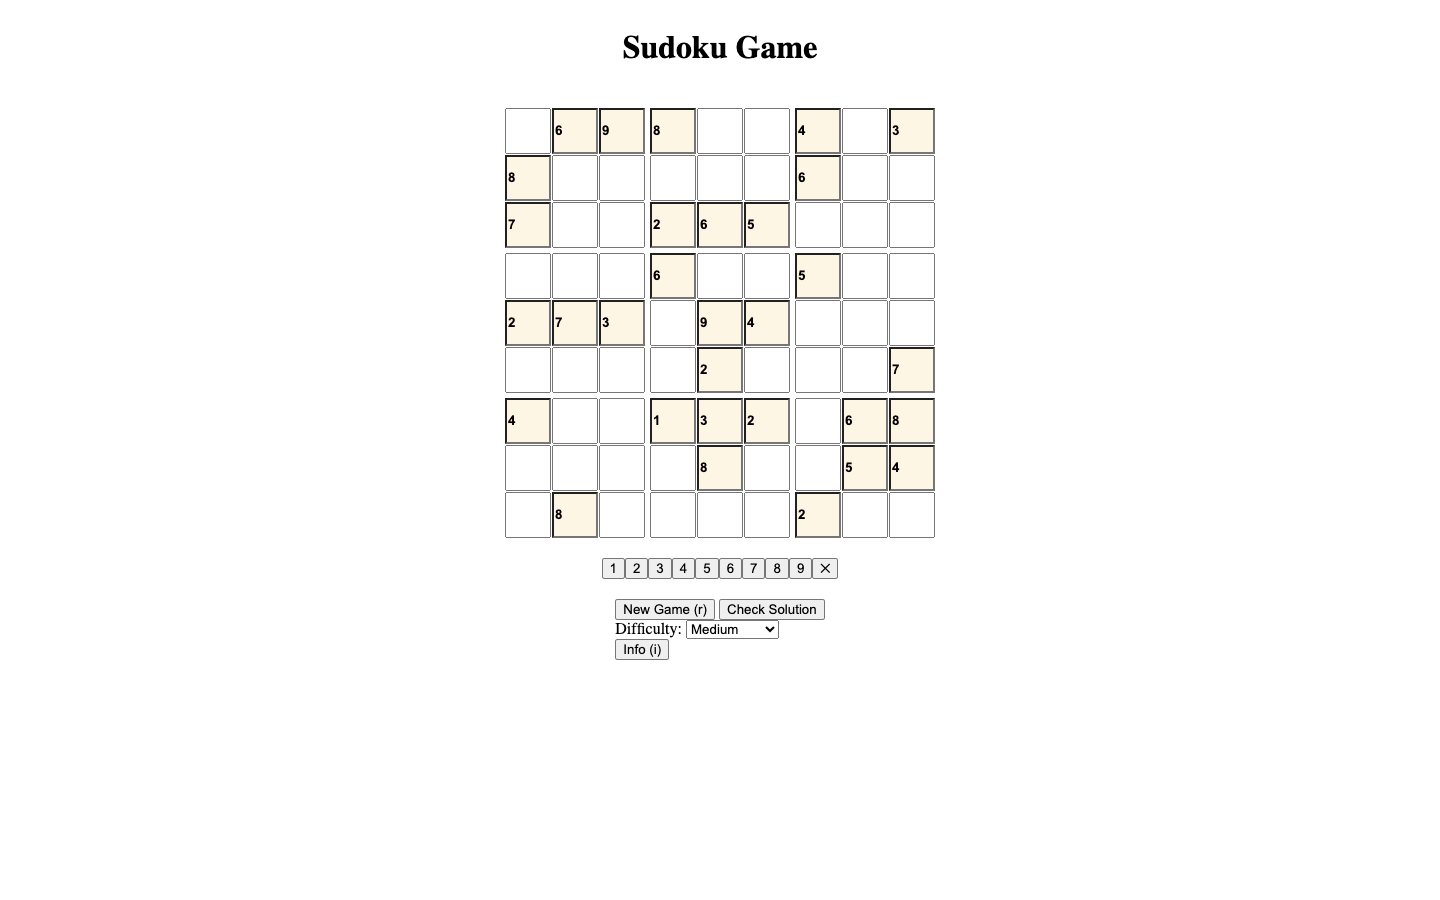 Sudoku Game
6 9 8 4 3
8 6
7 2 6 5
6 5
2 7 3 9 4
2 7
4 1 3 2 6 8
8 5 4
8 2
1 2 3 4 5 6 7 8 9 ×
New Game (r) Check Solution
Difficulty: Medium
Info (i)